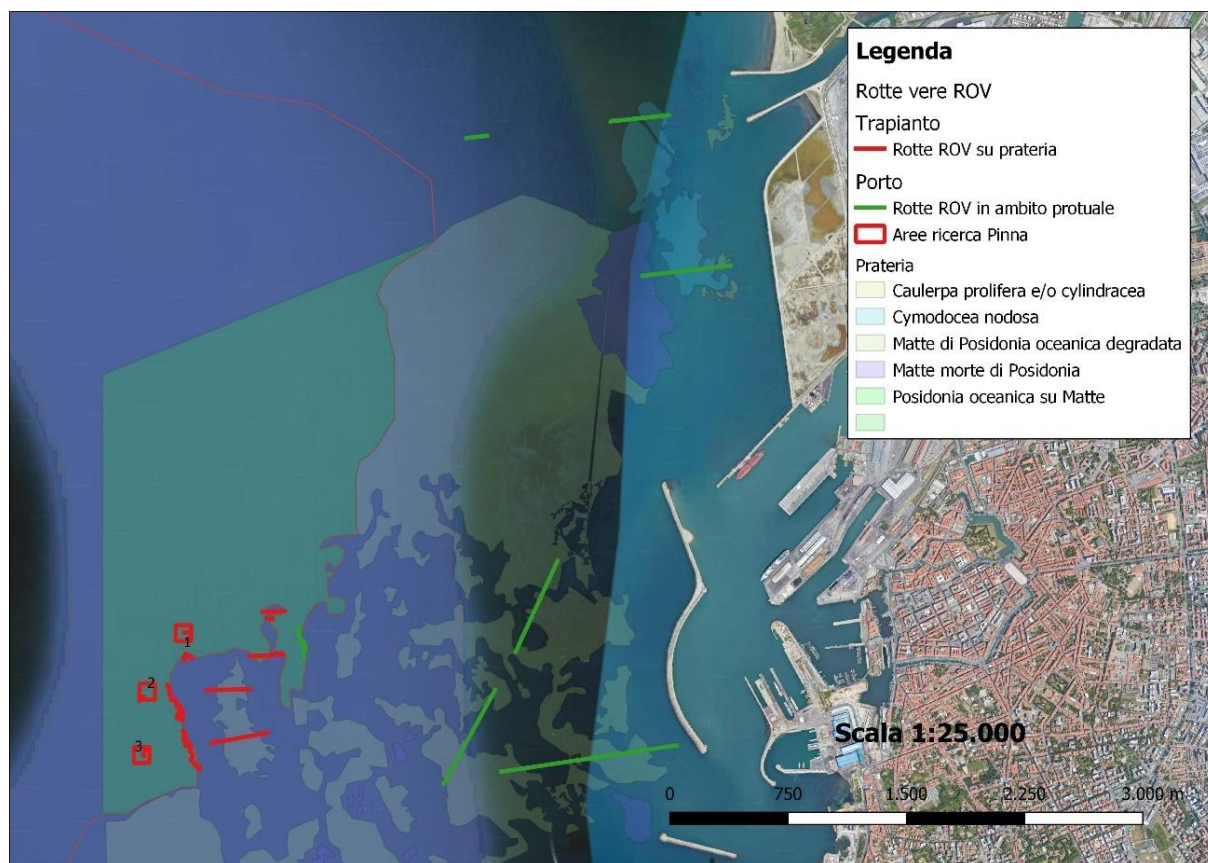 Legenda
Rotte vere ROV
Trapianto
Rotte ROV su prateria
Porto
Rotte ROV in ambito protuale
Aree ricerca Pinna
Prateria
Caulerpa prolifera e/o cylindracea
Cymodocea nodosa
Matte di Posidonia oceanica degradata
Matte morte di Posidonia
Posidonia oceanica su Matte
1
2
3
Scala 1:25.000
0 750 1.500 2.250 3.000 m